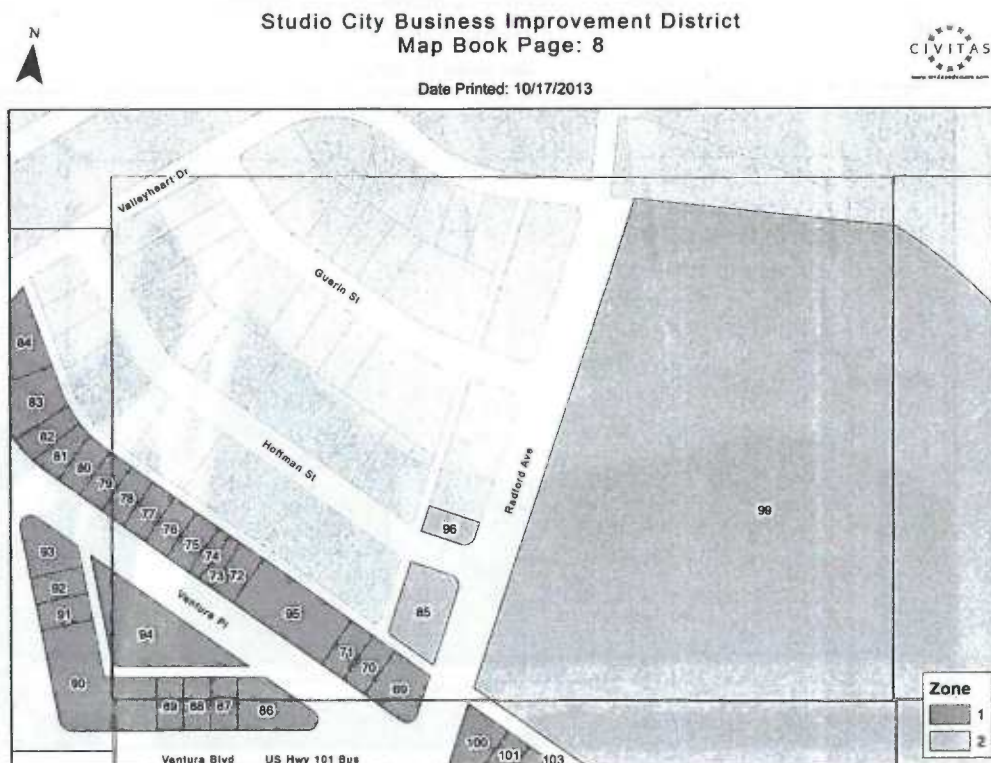 Studio City Business Improvement District
Map Book Page: 8
Date Printed: 10/17/2013
N
CIVITAS
Valleyheart Dr
Guerin St
Hoffman St
Radford Ave
Ventura Pl
84
83
82
81
80
79
78
77
76
75
74
73
72
95
71
70
69
96
85
99
93
92
91
90
94
89
88
87
86
100
101
103
Ventura Blvd US Hwy 101 Bus
Zone
1
2